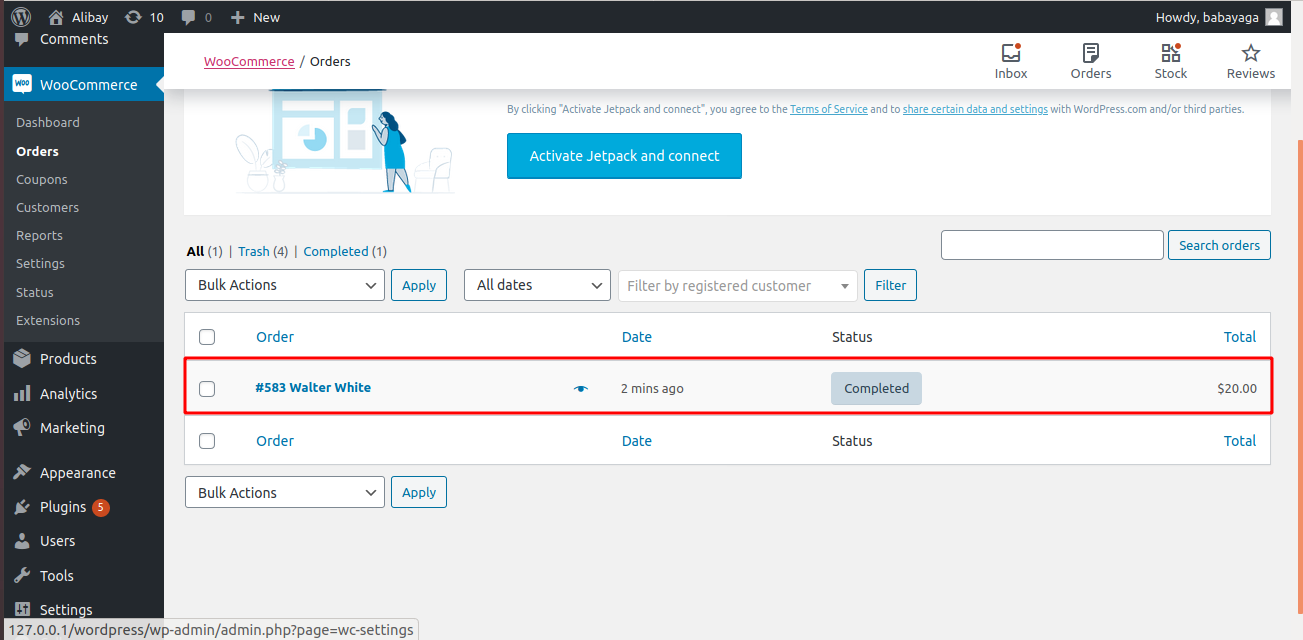 Alibay 10 0 New Howdy, babayaga
Comments
WooCommerce
Dashboard
Orders
Coupons
Customers
Reports
Settings
Status
Extensions
Products
Analytics
Marketing
Appearance
Plugins 5
Users
Tools
Settings
WooCommerce / Orders
Inbox Orders Stock Reviews
By clicking "Activate Jetpack and connect", you agree to the Terms of Service and to share certain data and settings with WordPress.com and/or third parties.
Activate Jetpack and connect
All (1) | Trash (4) | Completed (1)
Search orders
Bulk Actions Apply All dates Filter by registered customer Filter
Order Date Status Total
#583 Walter White 2 mins ago Completed $20.00
Order Date Status Total
Bulk Actions Apply
127.0.0.1/wordpress/wp-admin/admin.php?page=wc-settings